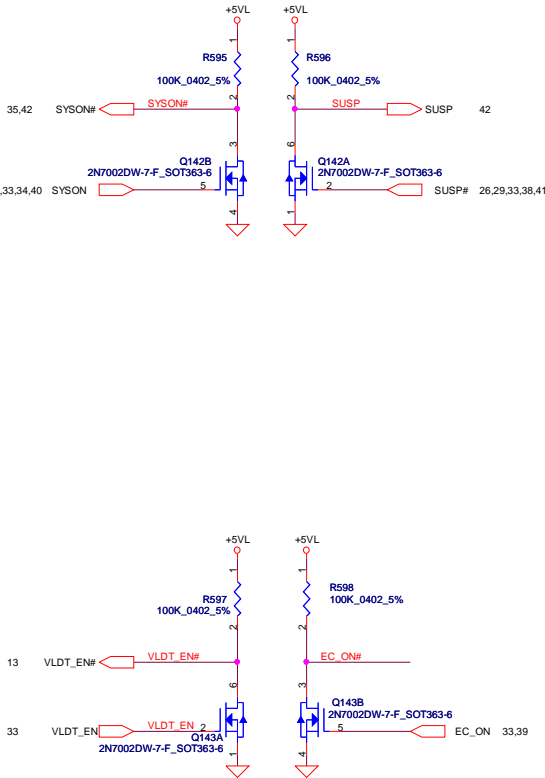 +5VL +5VL
1 1
R595 R596
100K_0402_5% 100K_0402_5%
2 2
35,42 SYSON# SYSON# SUSP SUSP 42
3 6
Q142B Q142A
2N7002DW-7-F_SOT363-6 2N7002DW-7-F_SOT363-6
,33,34,40 SYSON 5 2 SUSP# 26,29,33,38,41
4 1
+5VL +5VL
1 1
R597 R598
100K_0402_5% 100K_0402_5%
2 2
13 VLDT_EN# VLDT_EN# EC_ON#
6 3
Q143B
2N7002DW-7-F_SOT363-6
33 VLDT_EN VLDT_EN 2 5 EC_ON 33,39
Q143A
2N7002DW-7-F_SOT363-6
1 4